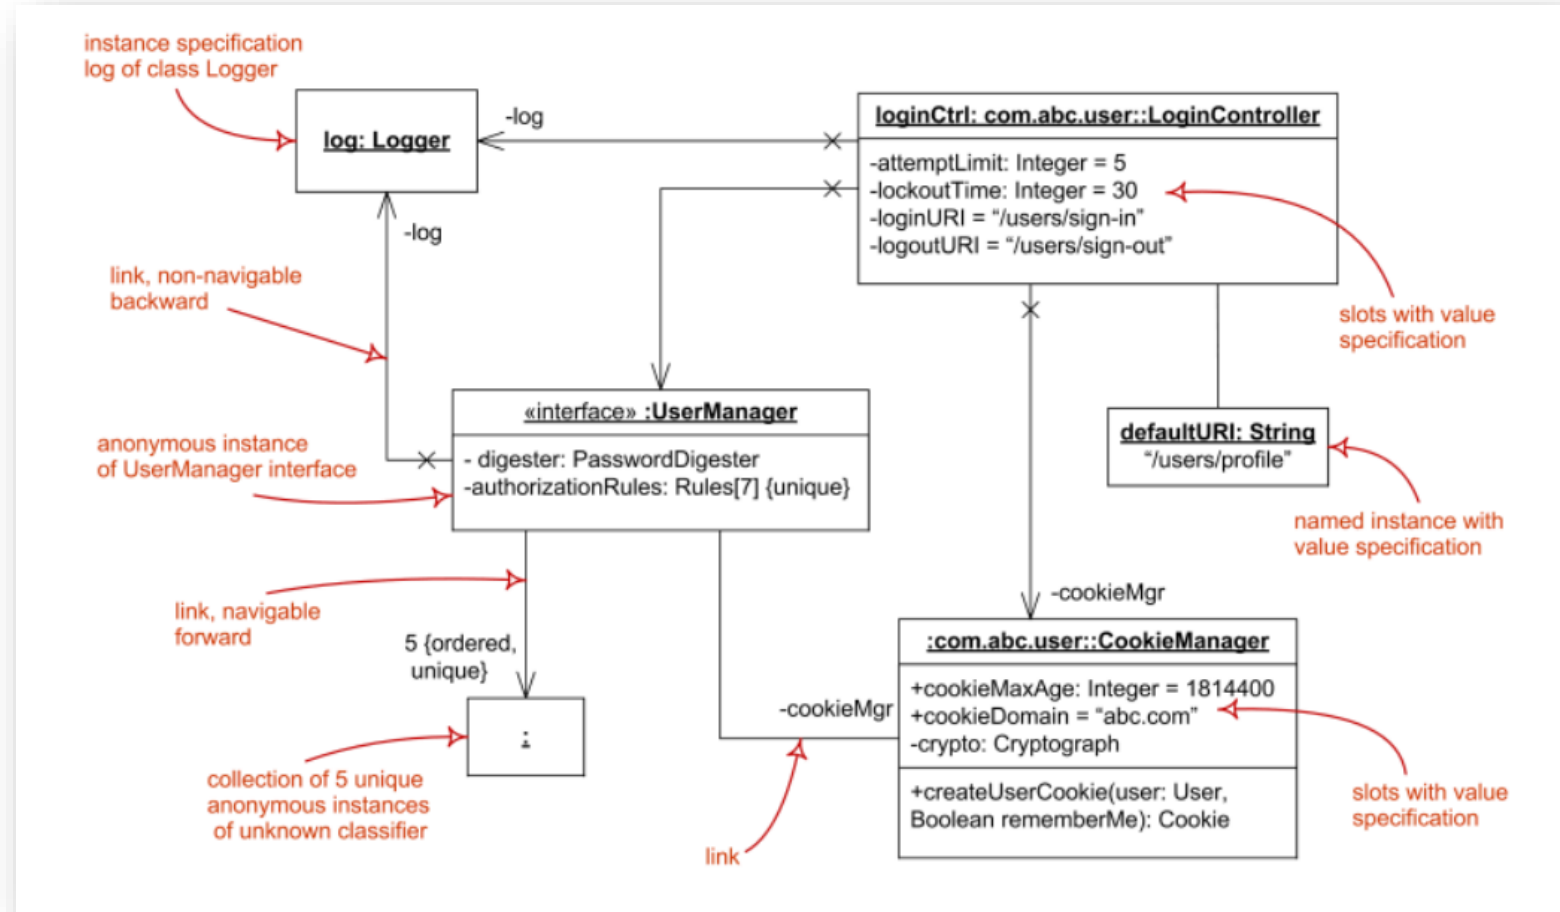 instance specification
log of class Logger
log: Logger
-log
loginCtrl: com.abc.user::LoginController
-attemptLimit: Integer = 5
-lockoutTime: Integer = 30
-loginURI = “/users/sign-in”
-logoutURI = “/users/sign-out”
-log
link, non-navigable
backward
slots with value
specification
«interface» :UserManager
- digester: PasswordDigester
-authorizationRules: Rules[7] {unique}
anonymous instance
of UserManager interface
defaultURI: String
“/users/profile”
named instance with
value specification
link, navigable
forward
5 {ordered,
unique}
:
collection of 5 unique
anonymous instances
of unknown classifier
-cookieMgr
:com.abc.user::CookieManager
+cookieMaxAge: Integer = 1814400
+cookieDomain = “abc.com”
-crypto: Cryptograph
+createUserCookie(user: User,
Boolean rememberMe): Cookie
-cookieMgr
link
slots with value
specification